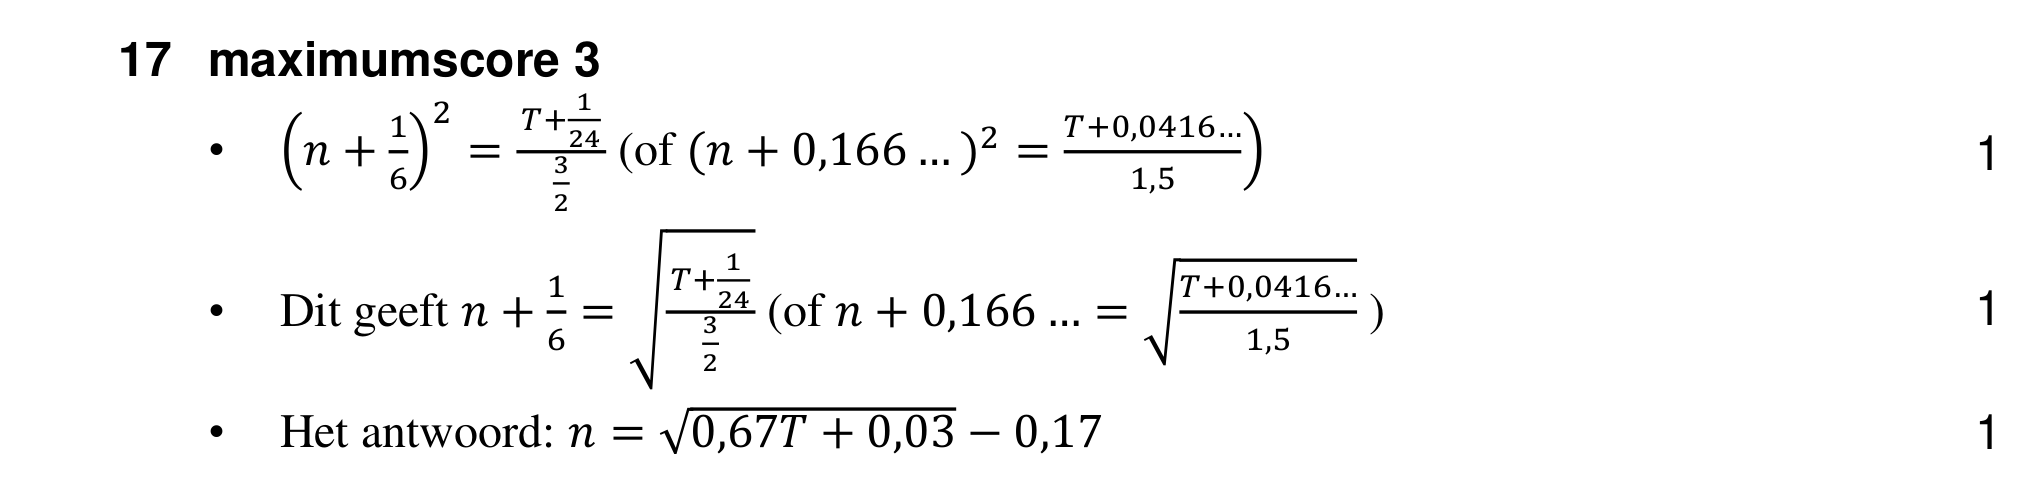 17 maximumscore 3
• (n + 1/6)² = (T+1/24)/(3/2) (of (n + 0,166 … )² = (T+0,0416…)/1,5) 1
• Dit geeft n + 1/6 = √((T+1/24)/(3/2)) (of n + 0,166 … = √((T+0,0416…)/1,5) ) 1
• Het antwoord: n = √(0,67T + 0,03) − 0,17 1